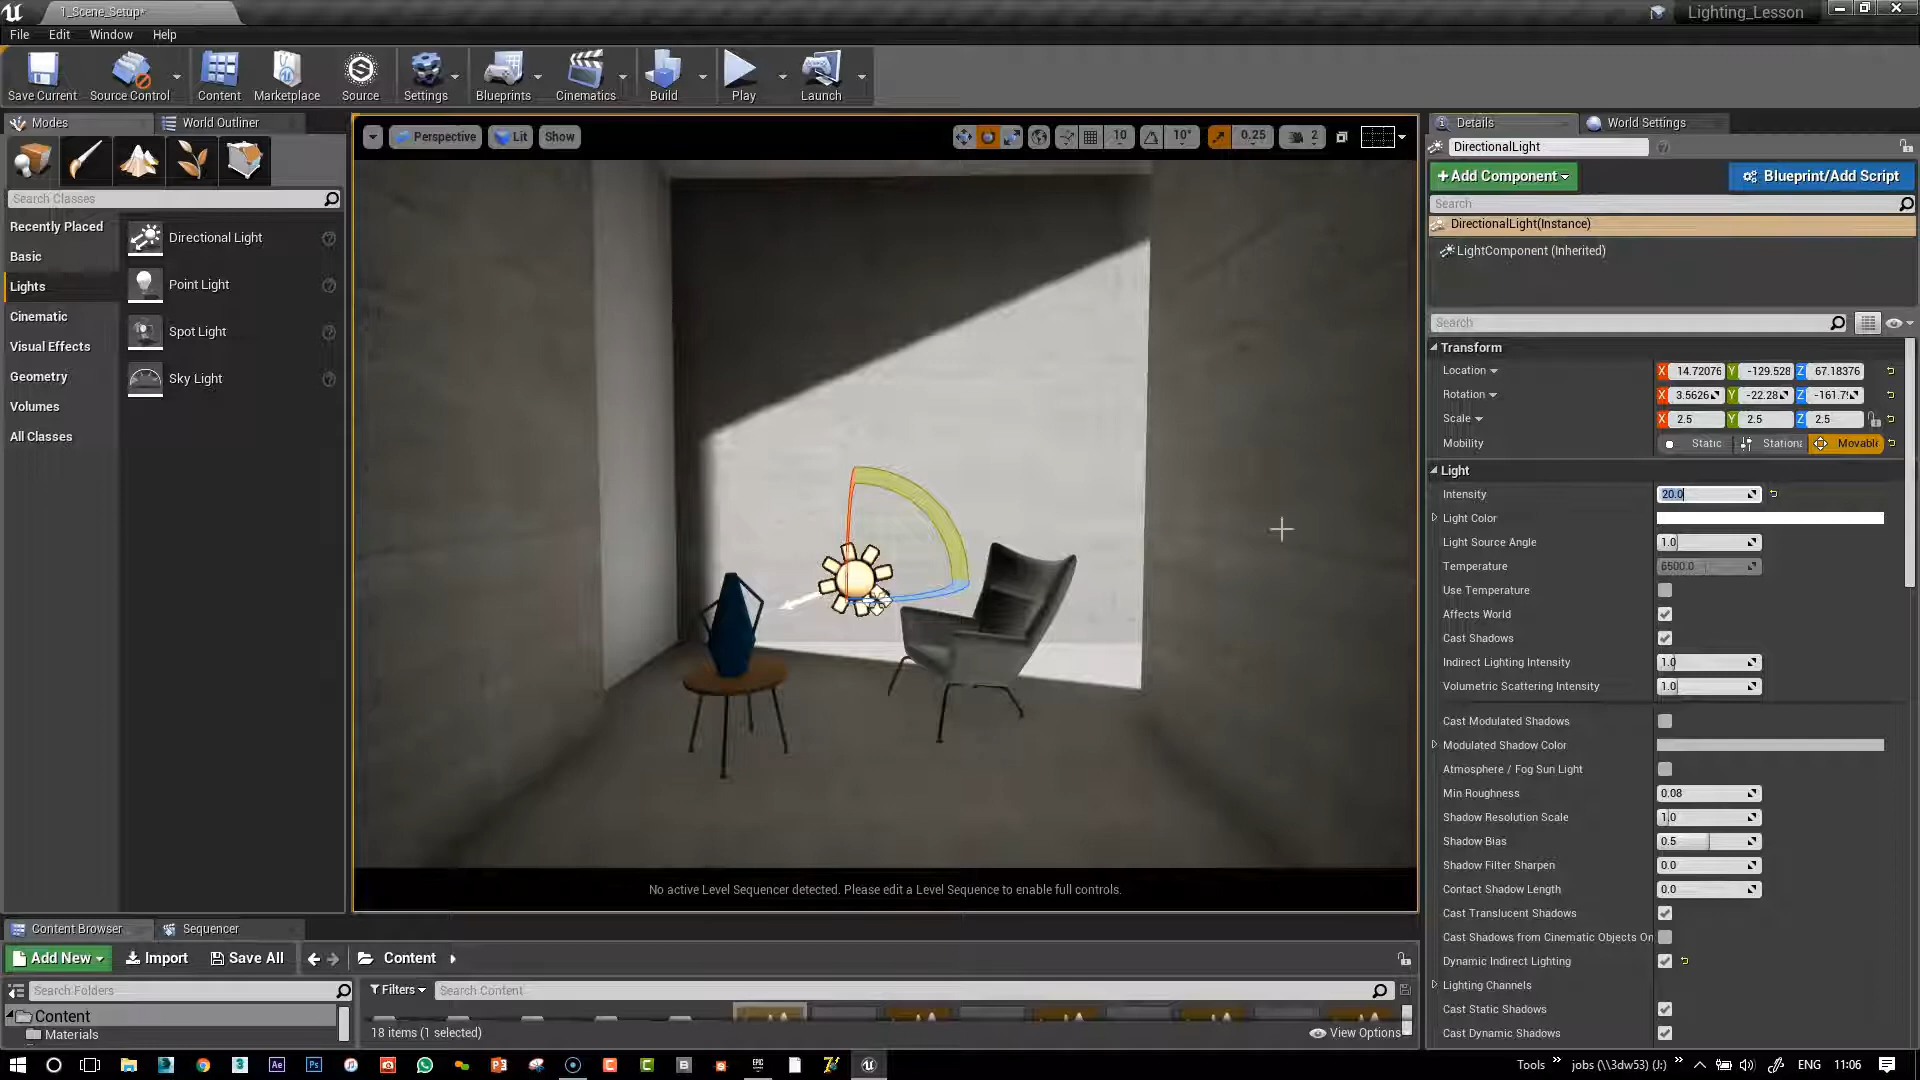 1_Scene_Setup*
Lighting_Lesson
File Edit Window Help
Save Current Source Control Content Marketplace Source Settings Blueprints Cinematics Build Play Launch
Modes World Outliner
Search Classes
Recently Placed
Basic
Lights
Cinematic
Visual Effects
Geometry
Volumes
All Classes
Directional Light
Point Light
Spot Light
Sky Light
Perspective Lit Show 10 10° 0.25 2
No active Level Sequencer detected. Please edit a Level Sequence to enable full controls.
Details World Settings
DirectionalLight
+Add Component Blueprint/Add Script
Search
DirectionalLight(Instance)
LightComponent (Inherited)
Search
Transform
Location X 14.72076 Y -129.528 Z 67.18376
Rotation X 3.5626 Y -22.28 Z
Scale X 2.5 Y 2.5 Z 2.5
Mobility Static Stationa Movabl
Light
Intensity 20.0
Light Color
Light Source Angle 1.0
Temperature 6500.0
Use Temperature
Affects World
Cast Shadows
Indirect Lighting Intensity 1.0
Volumetric Scattering Intensity 1.0
Cast Modulated Shadows
Modulated Shadow Color
Atmosphere / Fog Sun Light
Min Roughness 0.08
Shadow Resolution Scale 1.0
Shadow Bias 0.5
Shadow Filter Sharpen 0.0
Contact Shadow Length 0.0
Cast Translucent Shadows
Cast Shadows from Cinematic Objects On
Dynamic Indirect Lighting
Lighting Channels
Cast Static Shadows
Cast Dynamic Shadows
Content Browser Sequencer
Add New Import Save All Content
Search Folders
Content
Materials
Filters Search Content
18 items (1 selected) View Options
Tools jobs (\\3dw53) (J:) ENG 11:06